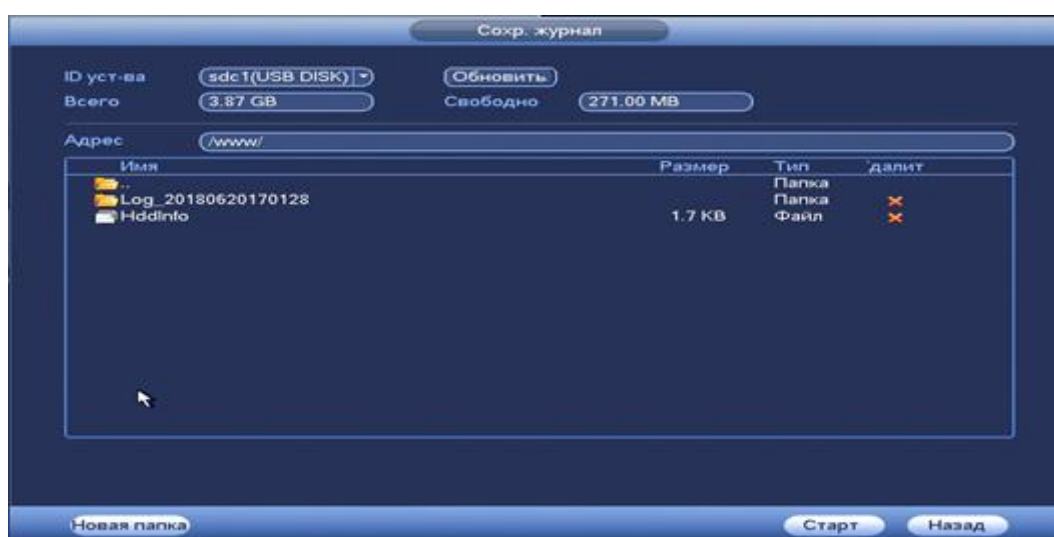 Сохр. журнал
ID уст-ва sdc1(USB DISK) Обновить
Всего 3.87 GB Свободно 271.00 MB
Адрес /www/
Имя Размер Тип далит
.. Папка
Log_20180620170128 Папка
HddInfo 1.7 KB Файл
Новая папка Старт Назад